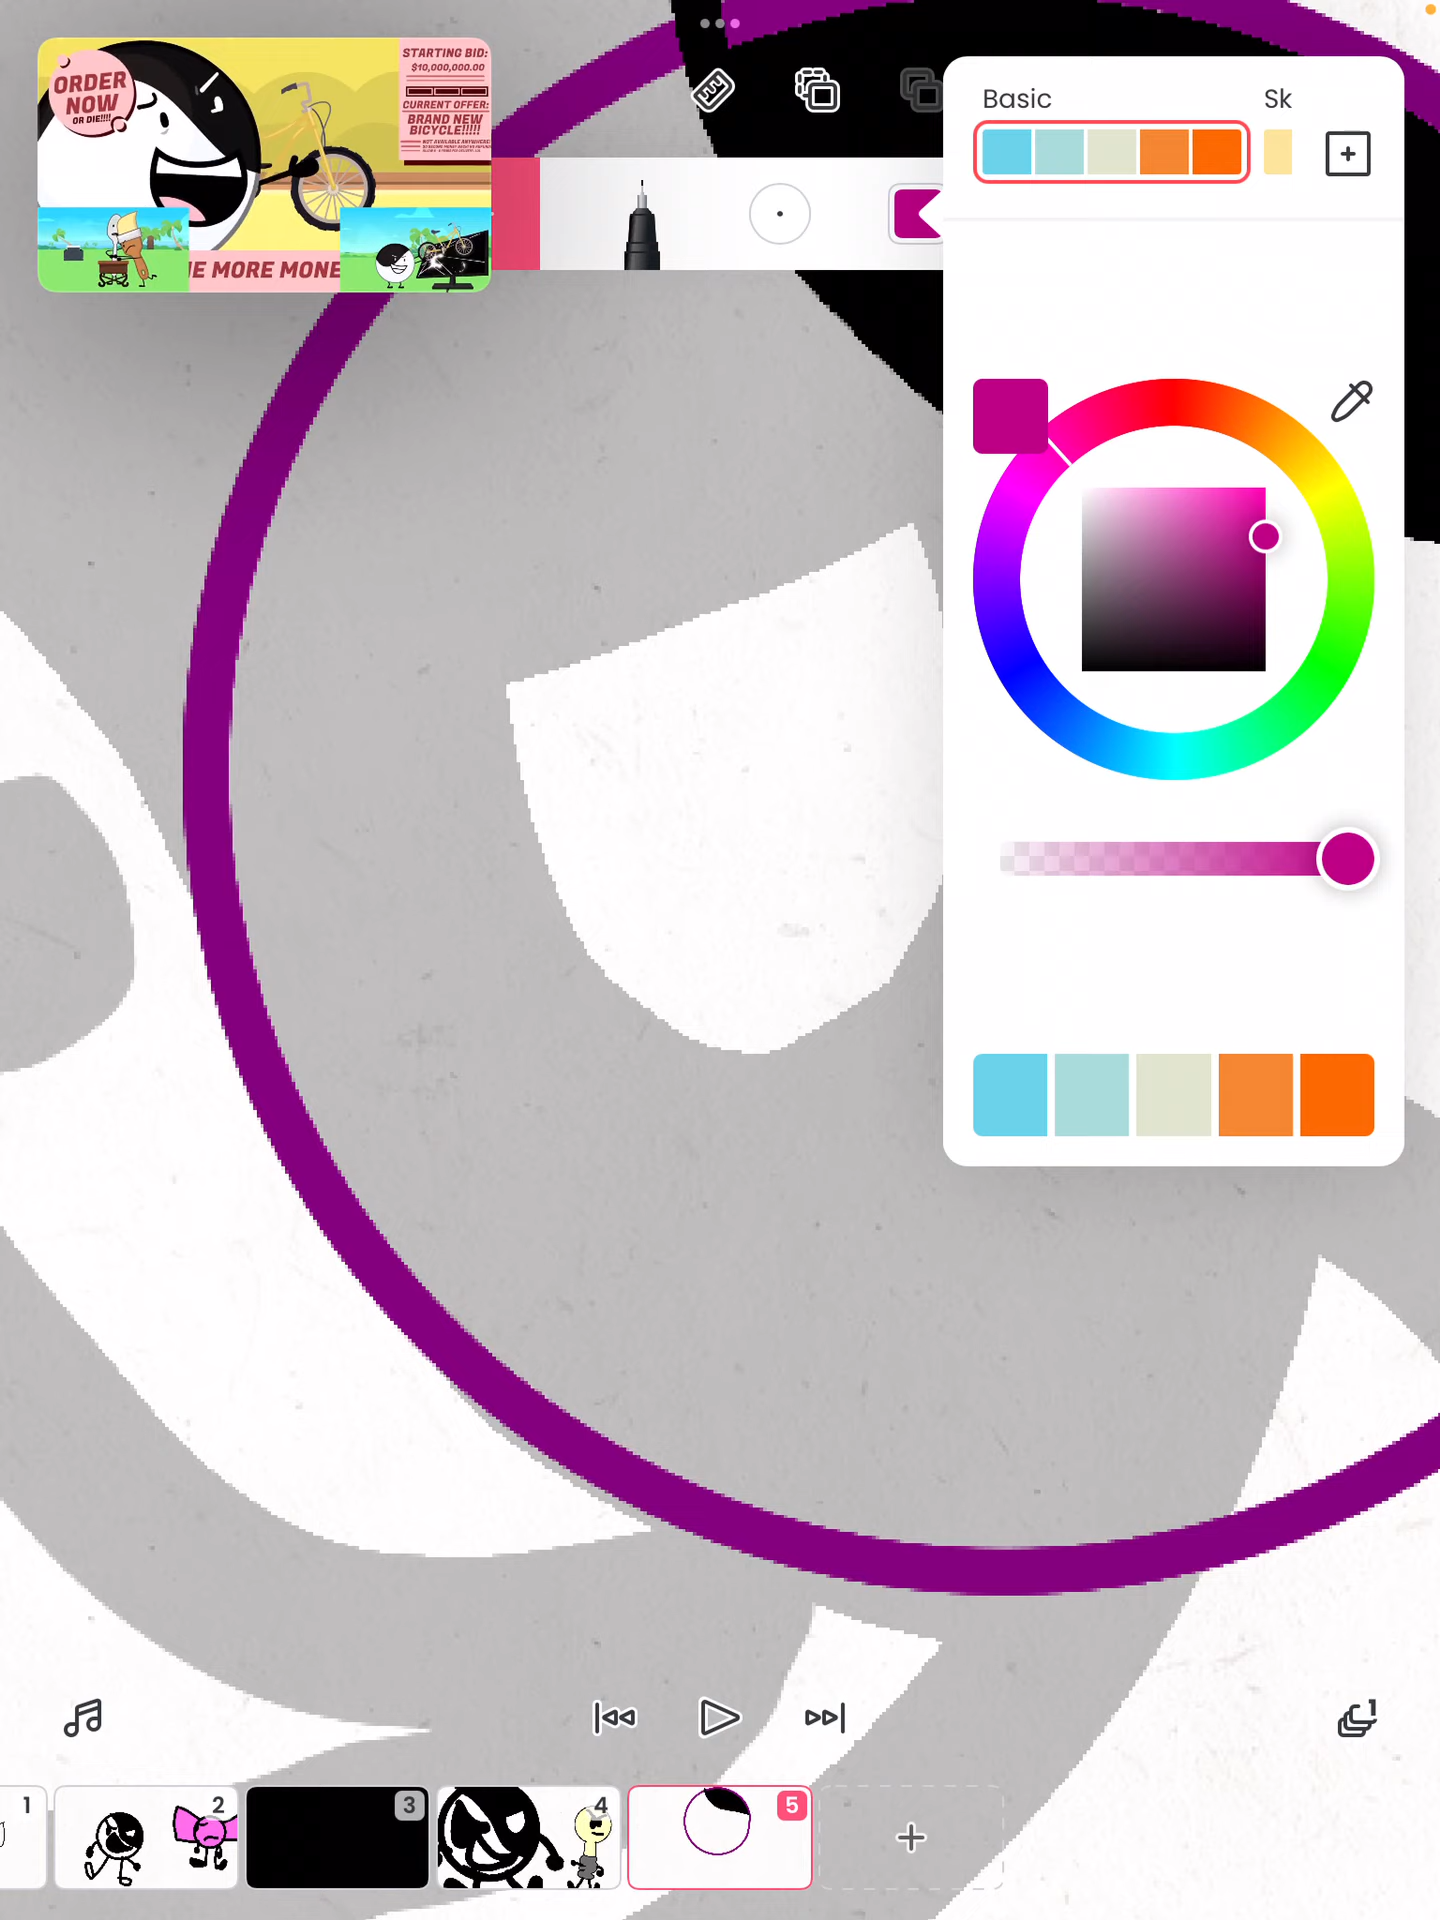 ORDER
NOW
OR DIE!!!!
STARTING BID:
$10,000,000.00
CURRENT OFFER:
BRAND NEW
BICYCLE!!!!!
E MORE MONE
Basic
Sk
1
2
3
4
5
1